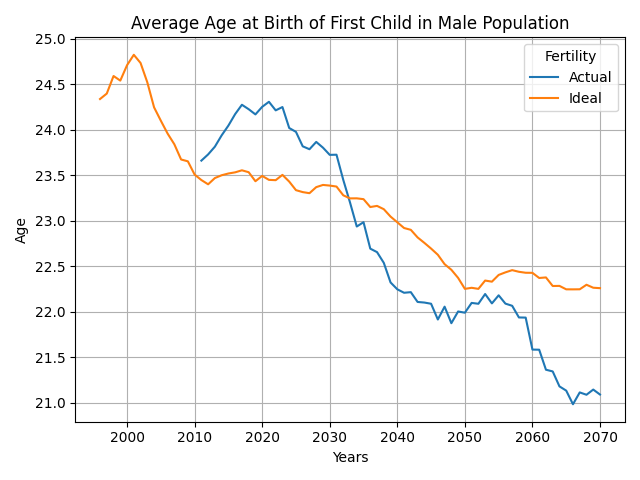 Average Age at Birth of First Child in Male Population
Fertility
Actual
Ideal
25.0
24.5
24.0
23.5
23.0
22.5
22.0
21.5
21.0
Age
2000 2010 2020 2030 2040 2050 2060 2070
Years